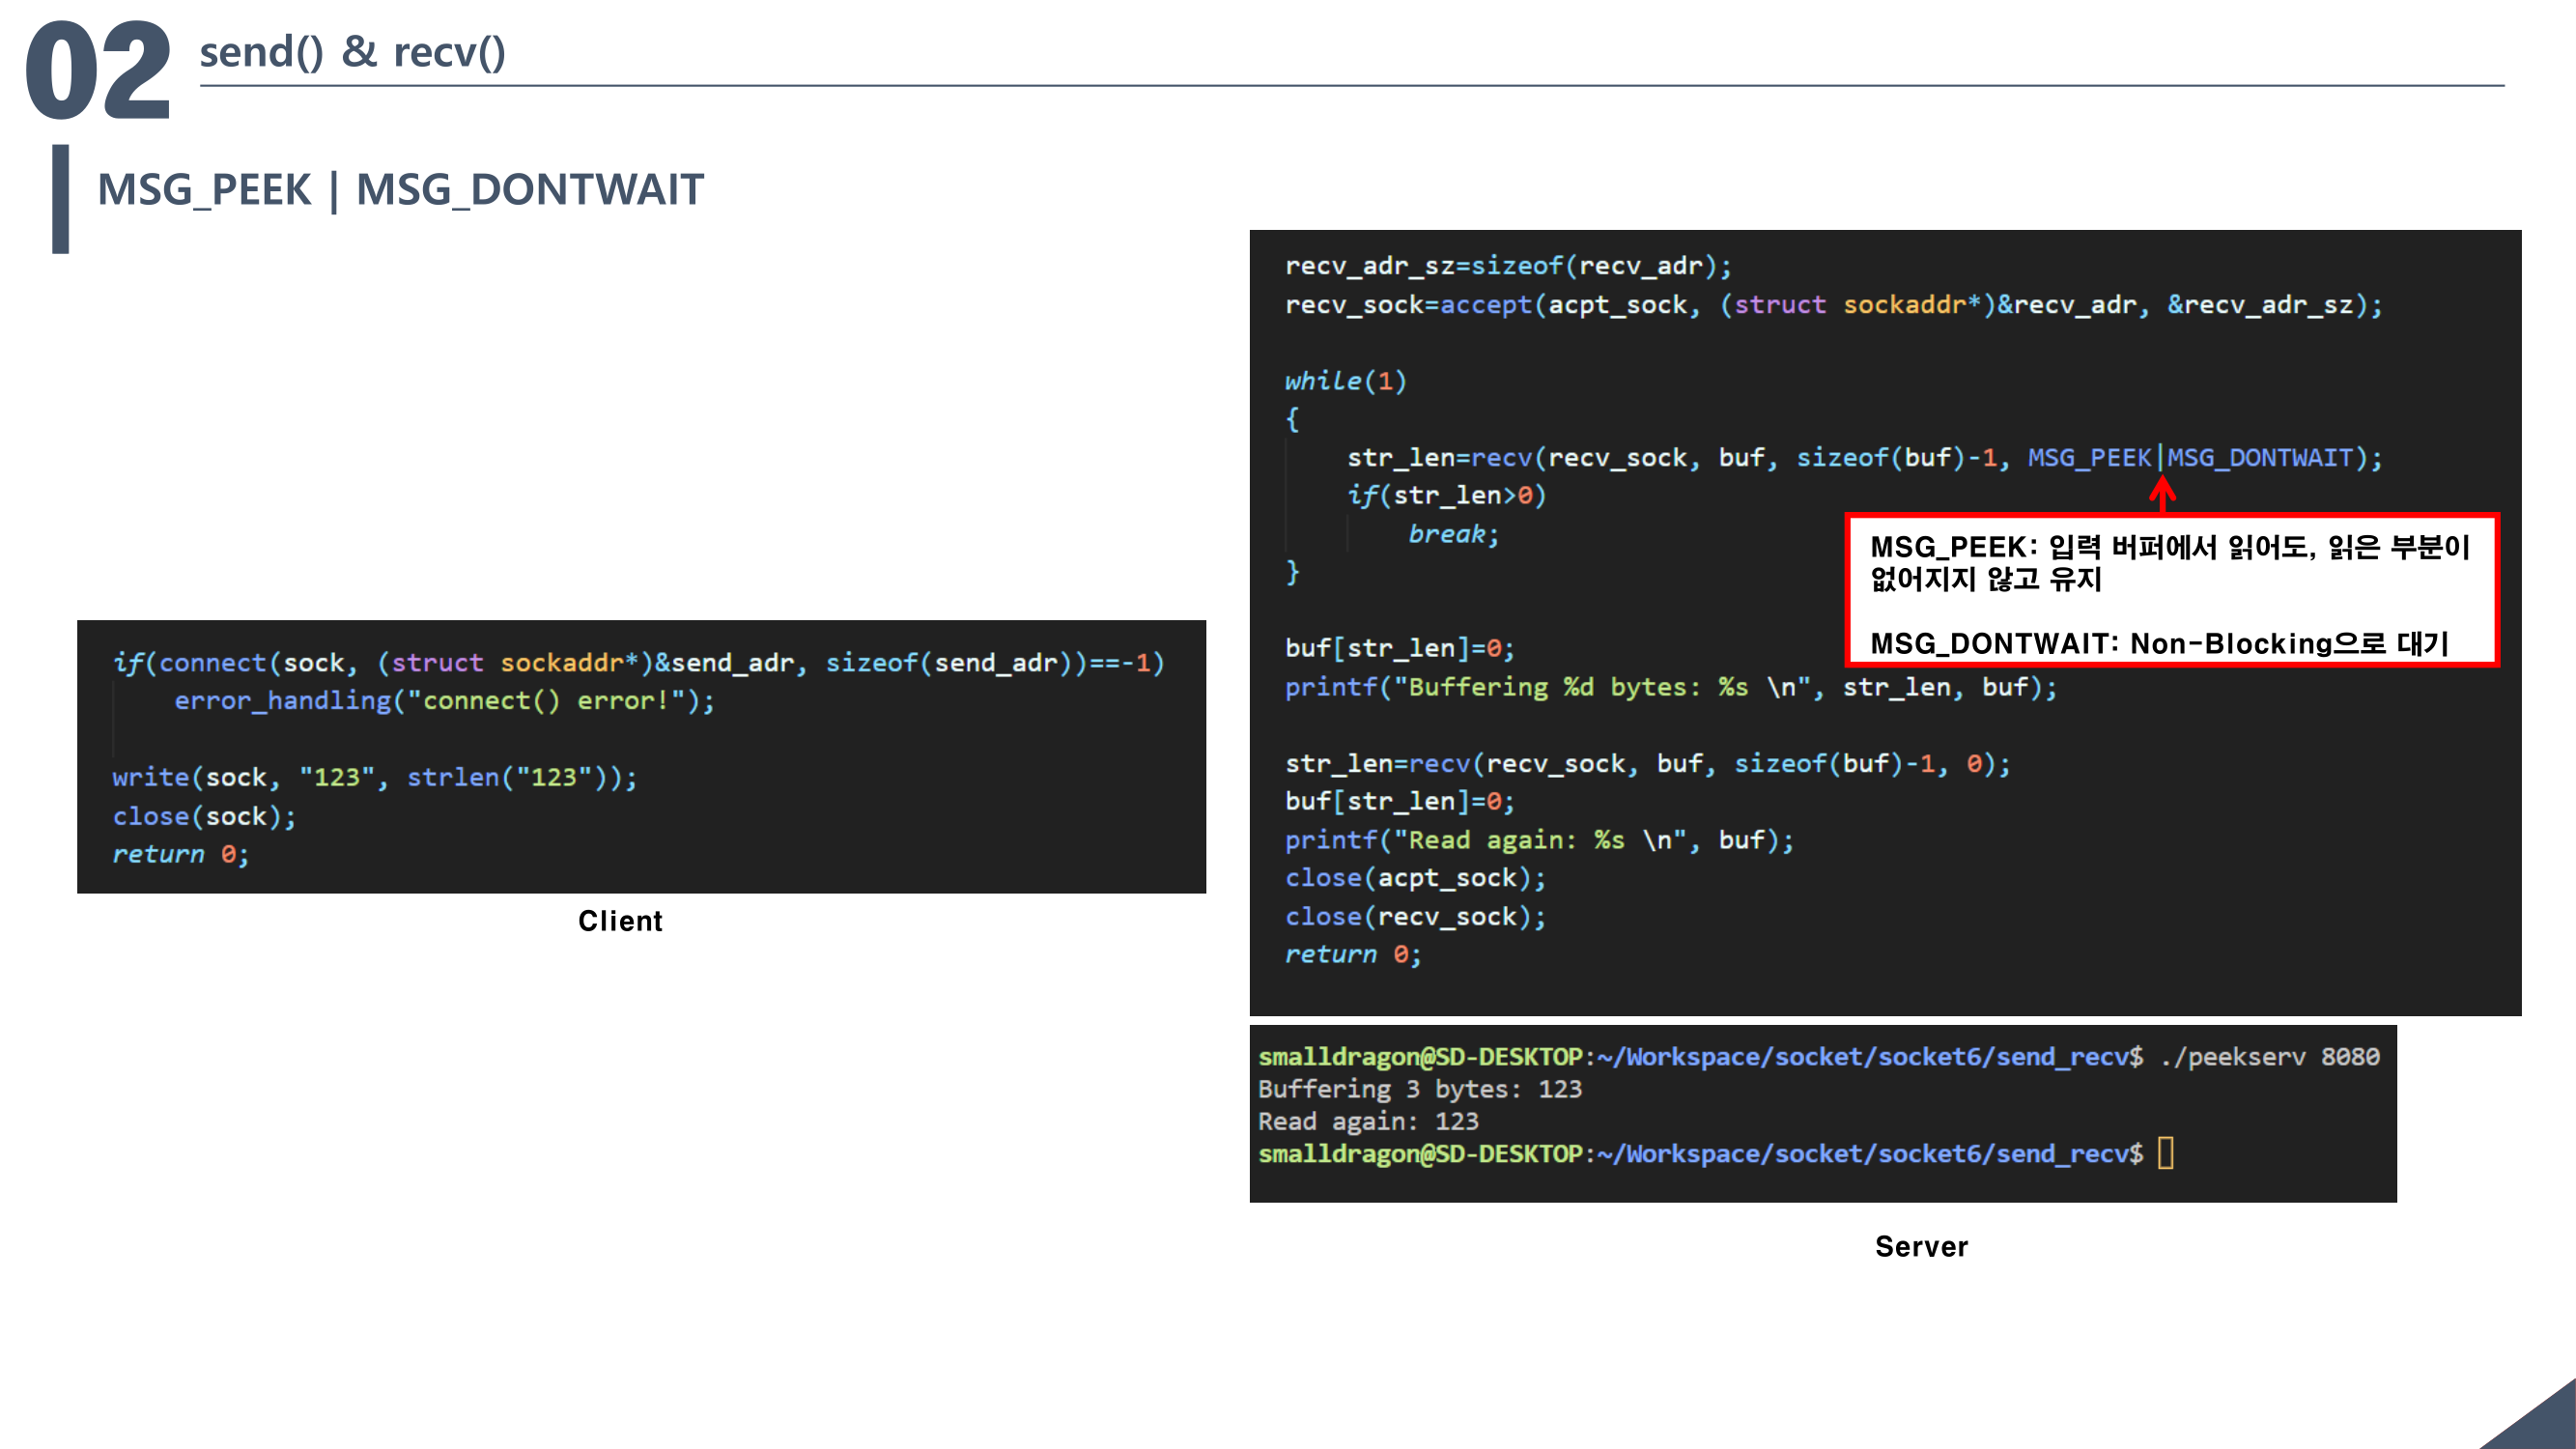 02
send() & recv()
MSG_PEEK | MSG_DONTWAIT
if(connect(sock, (struct sockaddr*)&send_adr, sizeof(send_adr))==-1)
    error_handling("connect() error!");
write(sock, "123", strlen("123"));
close(sock);
return 0;
Client
recv_adr_sz=sizeof(recv_adr);
recv_sock=accept(acpt_sock, (struct sockaddr*)&recv_adr, &recv_adr_sz);
while(1)
{
    str_len=recv(recv_sock, buf, sizeof(buf)-1, MSG_PEEK|MSG_DONTWAIT);
    if(str_len>0)
        break;
}
MSG_PEEK: 입력 버퍼에서 읽어도, 읽은 부분이
없어지지 않고 유지
MSG_DONTWAIT: Non-Blocking으로 대기
buf[str_len]=0;
printf("Buffering %d bytes: %s \n", str_len, buf);
str_len=recv(recv_sock, buf, sizeof(buf)-1, 0);
buf[str_len]=0;
printf("Read again: %s \n", buf);
close(acpt_sock);
close(recv_sock);
return 0;
smalldragon@SD-DESKTOP:~/Workspace/socket/socket6/send_recv$ ./peekserv 8080
Buffering 3 bytes: 123
Read again: 123
smalldragon@SD-DESKTOP:~/Workspace/socket/socket6/send_recv$
Server